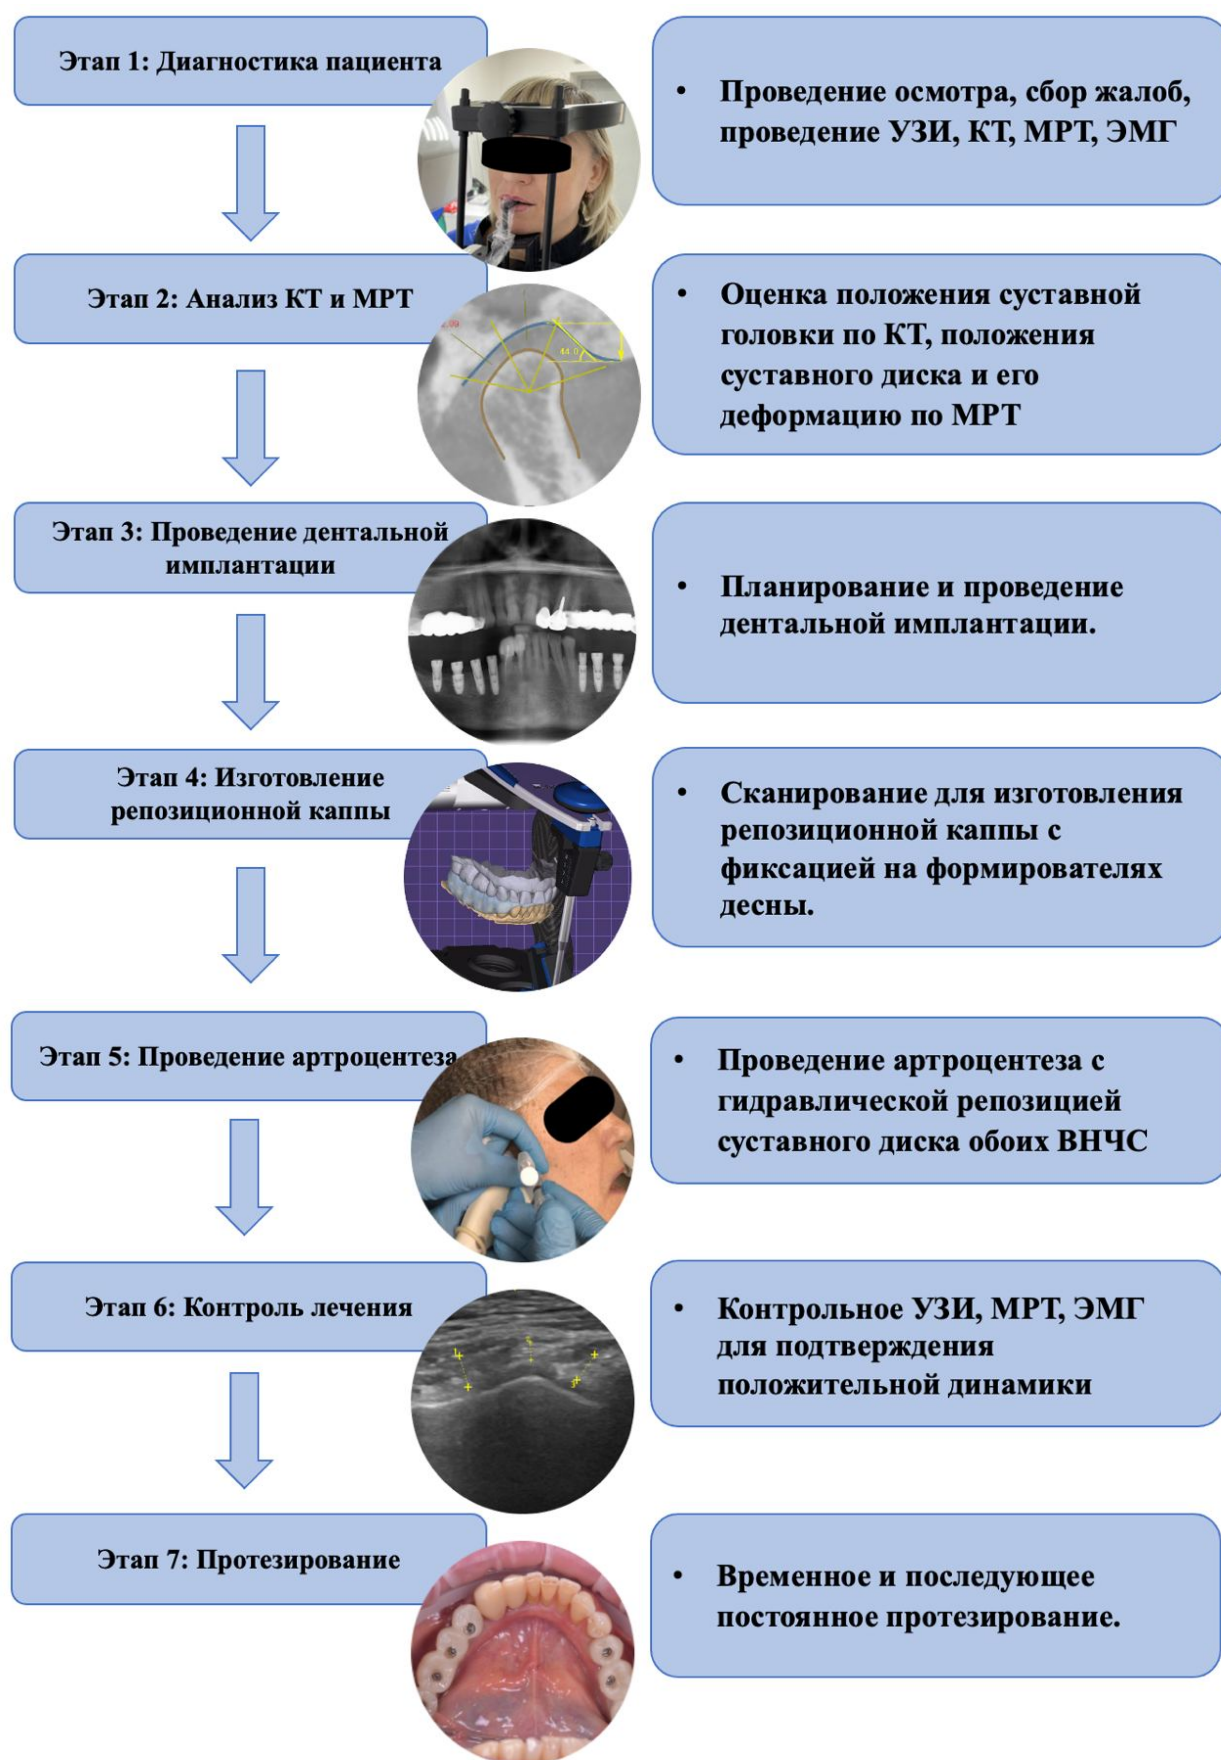 Этап 1: Диагностика пациента
• Проведение осмотра, сбор жалоб,
проведение УЗИ, КТ, МРТ, ЭМГ
Этап 2: Анализ КТ и МРТ
• Оценка положения суставной
головки по КТ, положения
суставного диска и его
деформацию по МРТ
44.0
Этап 3: Проведение дентальной
имплантации
• Планирование и проведение
дентальной имплантации.
Этап 4: Изготовление
репозиционной каппы
• Сканирование для изготовления
репозиционной каппы с
фиксацией на формирователях
десны.
Этап 5: Проведение артроцентеза
• Проведение артроцентеза с
гидравлической репозицией
суставного диска обоих ВНЧС
Этап 6: Контроль лечения
• Контрольное УЗИ, МРТ, ЭМГ
для подтверждения
положительной динамики
Этап 7: Протезирование
• Временное и последующее
постоянное протезирование.